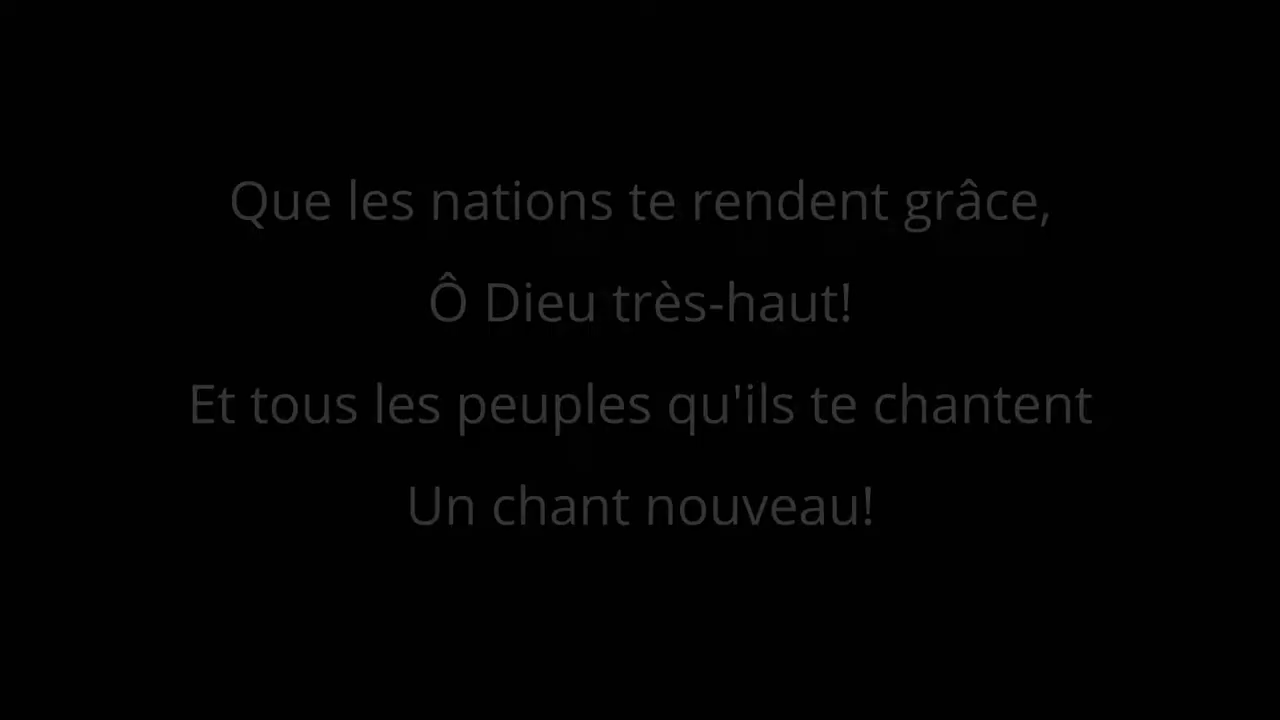 Que les nations te rendent grâce,
Ô Dieu très-haut!
Et tous les peuples qu'ils te chantent
Un chant nouveau!